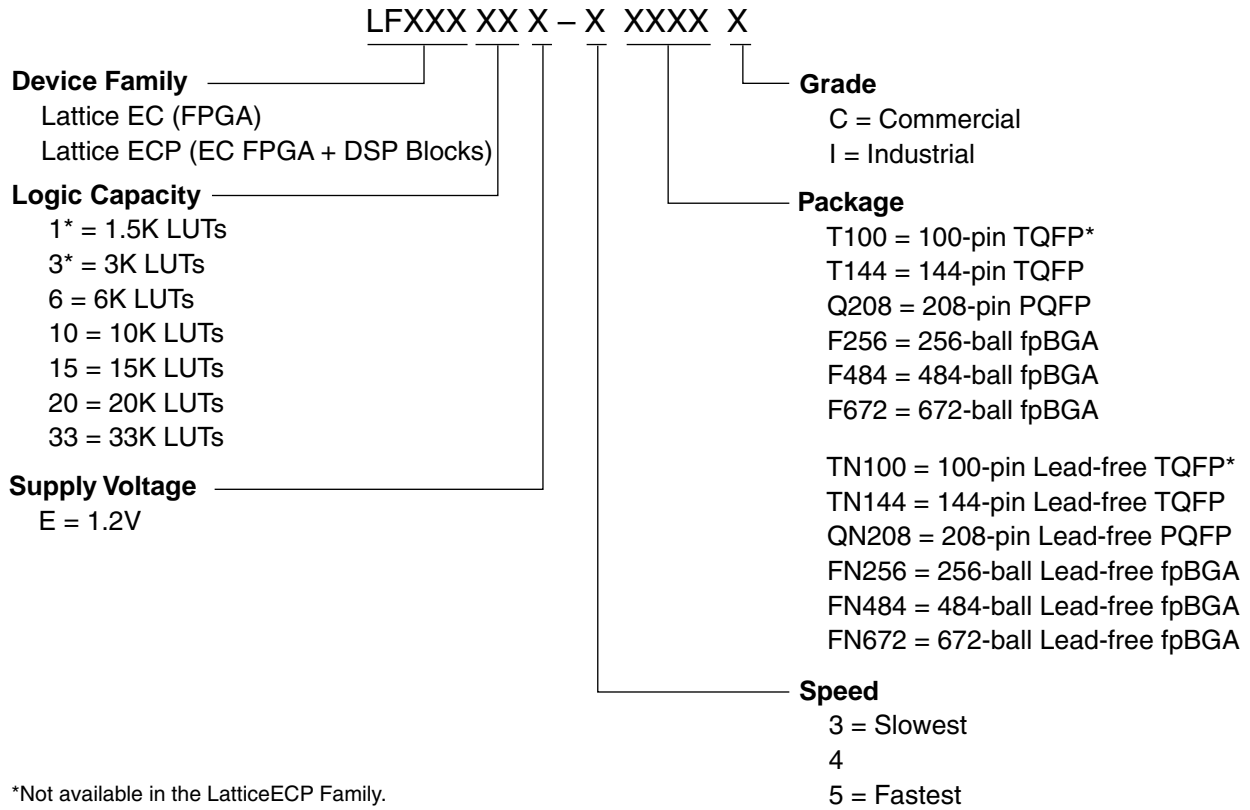 LFXXX XX X – X XXXX X
Device Family
Lattice EC (FPGA)
Lattice ECP (EC FPGA + DSP Blocks)
Logic Capacity
1* = 1.5K LUTs
3* = 3K LUTs
6 = 6K LUTs
10 = 10K LUTs
15 = 15K LUTs
20 = 20K LUTs
33 = 33K LUTs
Supply Voltage
E = 1.2V
Grade
C = Commercial
I = Industrial
Package
T100 = 100-pin TQFP*
T144 = 144-pin TQFP
Q208 = 208-pin PQFP
F256 = 256-ball fpBGA
F484 = 484-ball fpBGA
F672 = 672-ball fpBGA
TN100 = 100-pin Lead-free TQFP*
TN144 = 144-pin Lead-free TQFP
QN208 = 208-pin Lead-free PQFP
FN256 = 256-ball Lead-free fpBGA
FN484 = 484-ball Lead-free fpBGA
FN672 = 672-ball Lead-free fpBGA
Speed
3 = Slowest
4
5 = Fastest
*Not available in the LatticeECP Family.